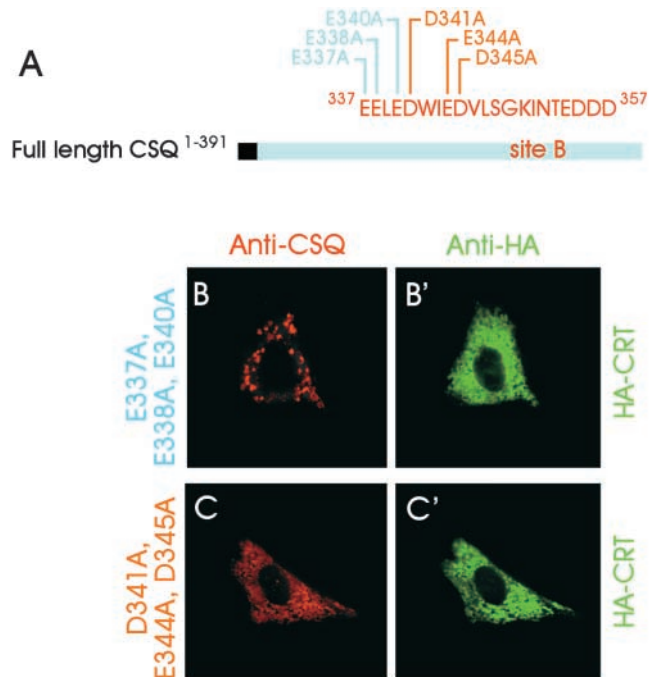 A
E340A
D341A
E338A
E344A
E337A
D345A
337 EELEDWIEDVLSGKINTEDDD 357
Full length CSQ 1-391
site B
Anti-CSQ
Anti-HA
E337A,
E338A, E340A
B
B'
HA-CRT
D341A,
E344A, D345A
C
C'
HA-CRT